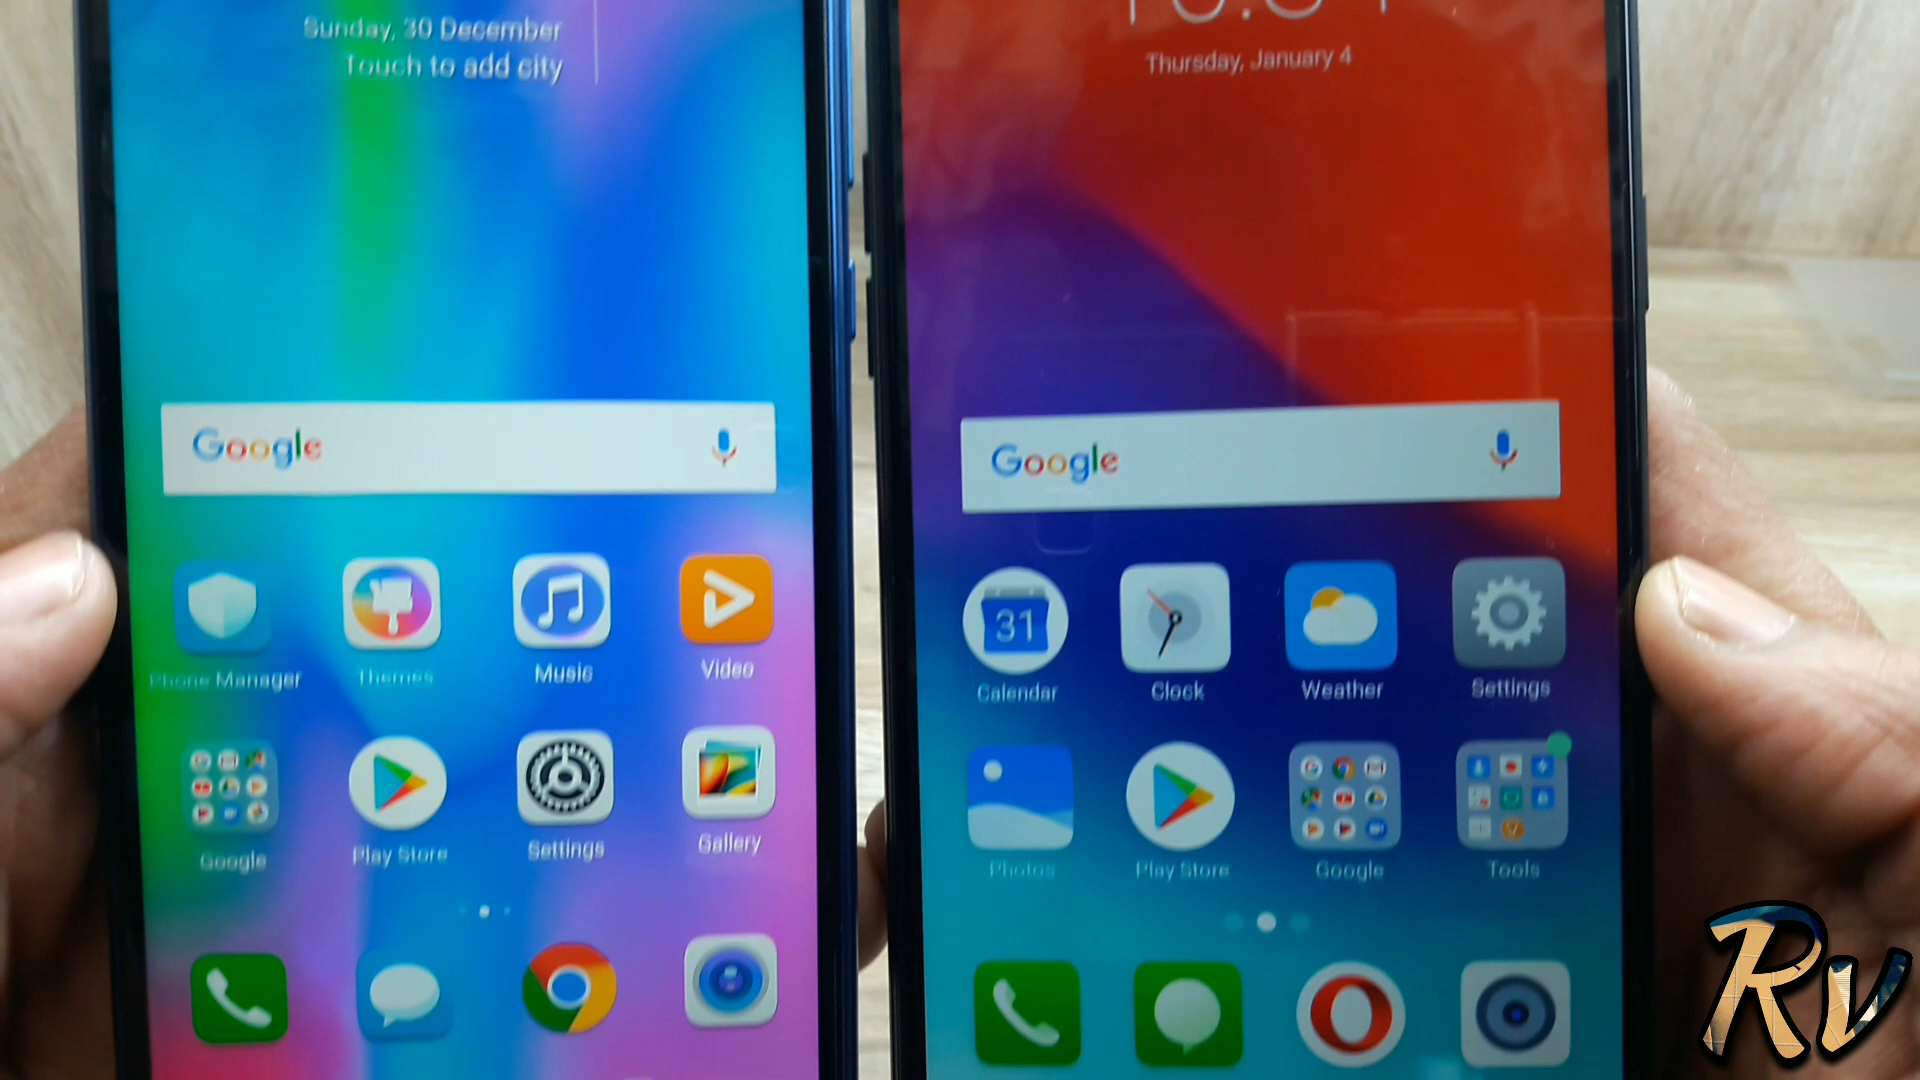 Sunday, 30 December
Touch to add city
Google
Phone Manager
Themes
Music
Video
Google
Play Store
Settings
Gallery
Thursday, January 4
Google
31
Calendar
Clock
Weather
Settings
Photos
Play Store
Google
Tools
Rv